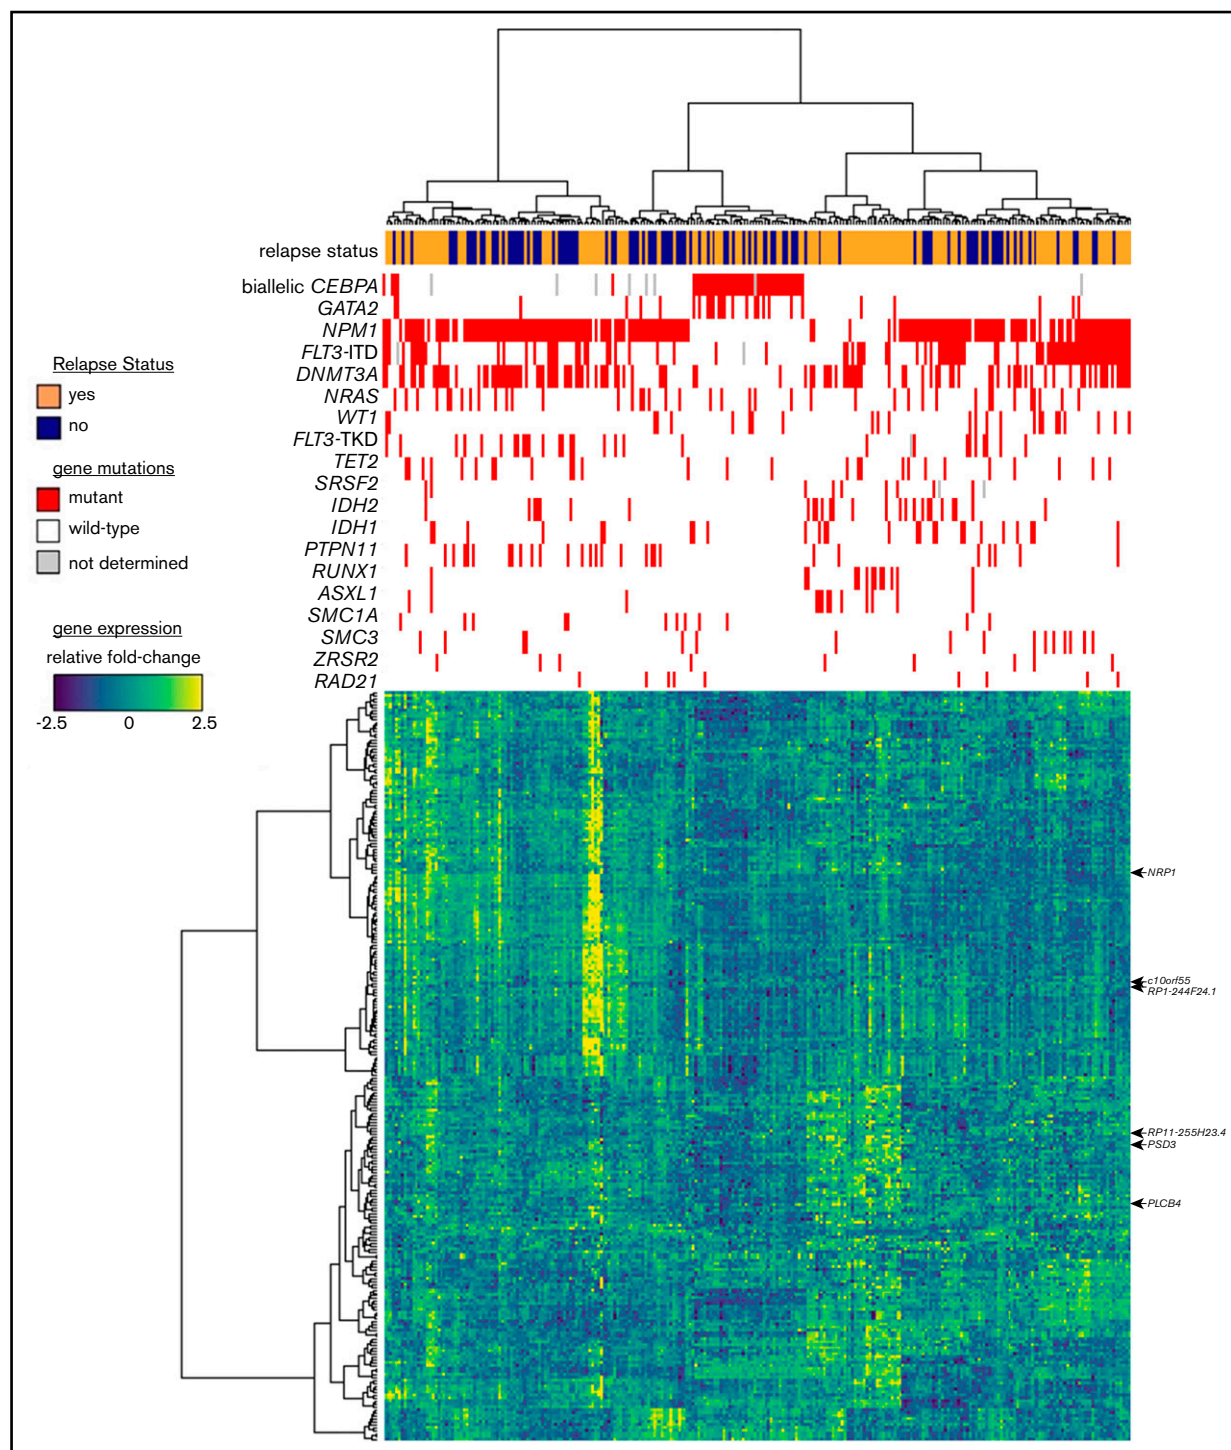 relapse status
biallelic CEBPA
GATA2
NPM1
FLT3-ITD
DNMT3A
NRAS
WT1
FLT3-TKD
TET2
SRSF2
IDH2
IDH1
PTPN11
RUNX1
ASXL1
SMC1A
SMC3
ZRSR2
RAD21
Relapse Status
yes
no
gene mutations
mutant
wild-type
not determined
gene expression
relative fold-change
-2.5 0 2.5
NRP1
c10orf55
RP1-244F24.1
RP11-255H23.4
PSD3
PLCB4